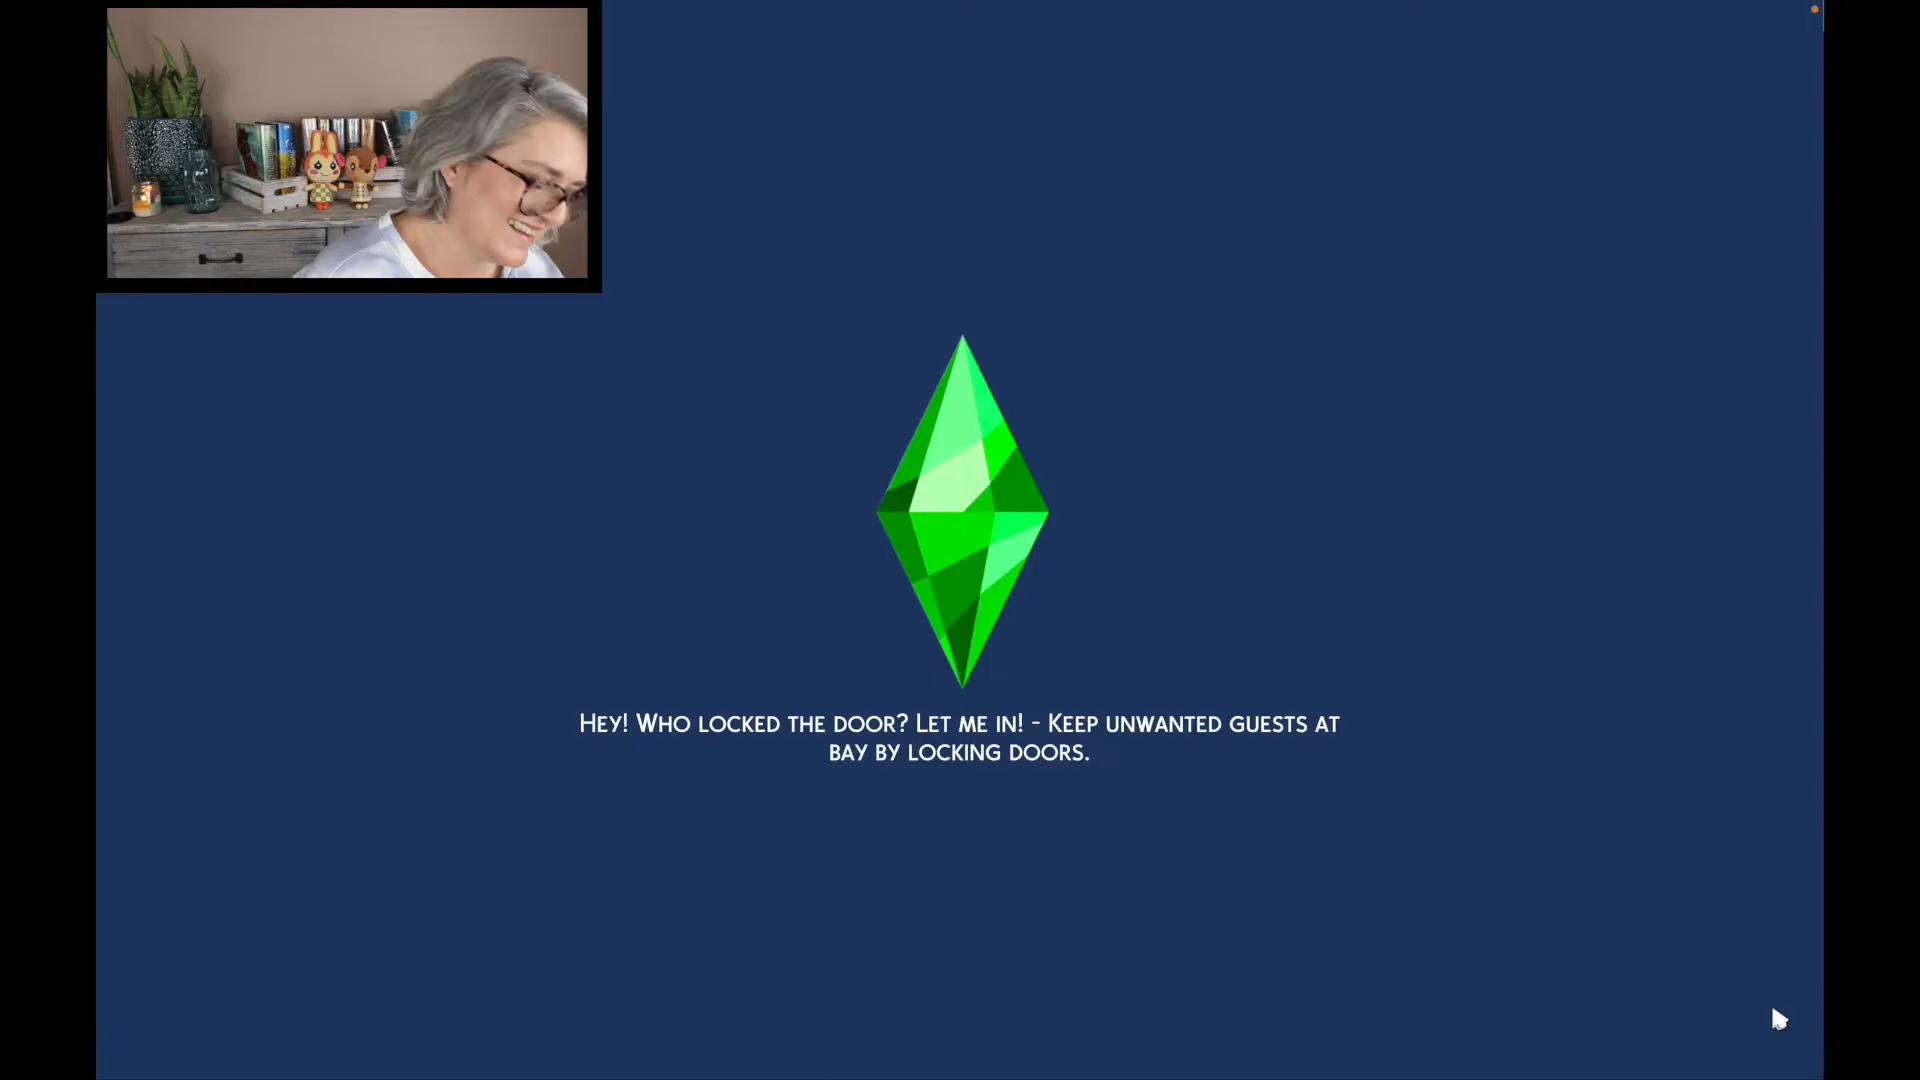 Hey! Who locked the door? Let me in! - Keep unwanted guests at
bay by locking doors.